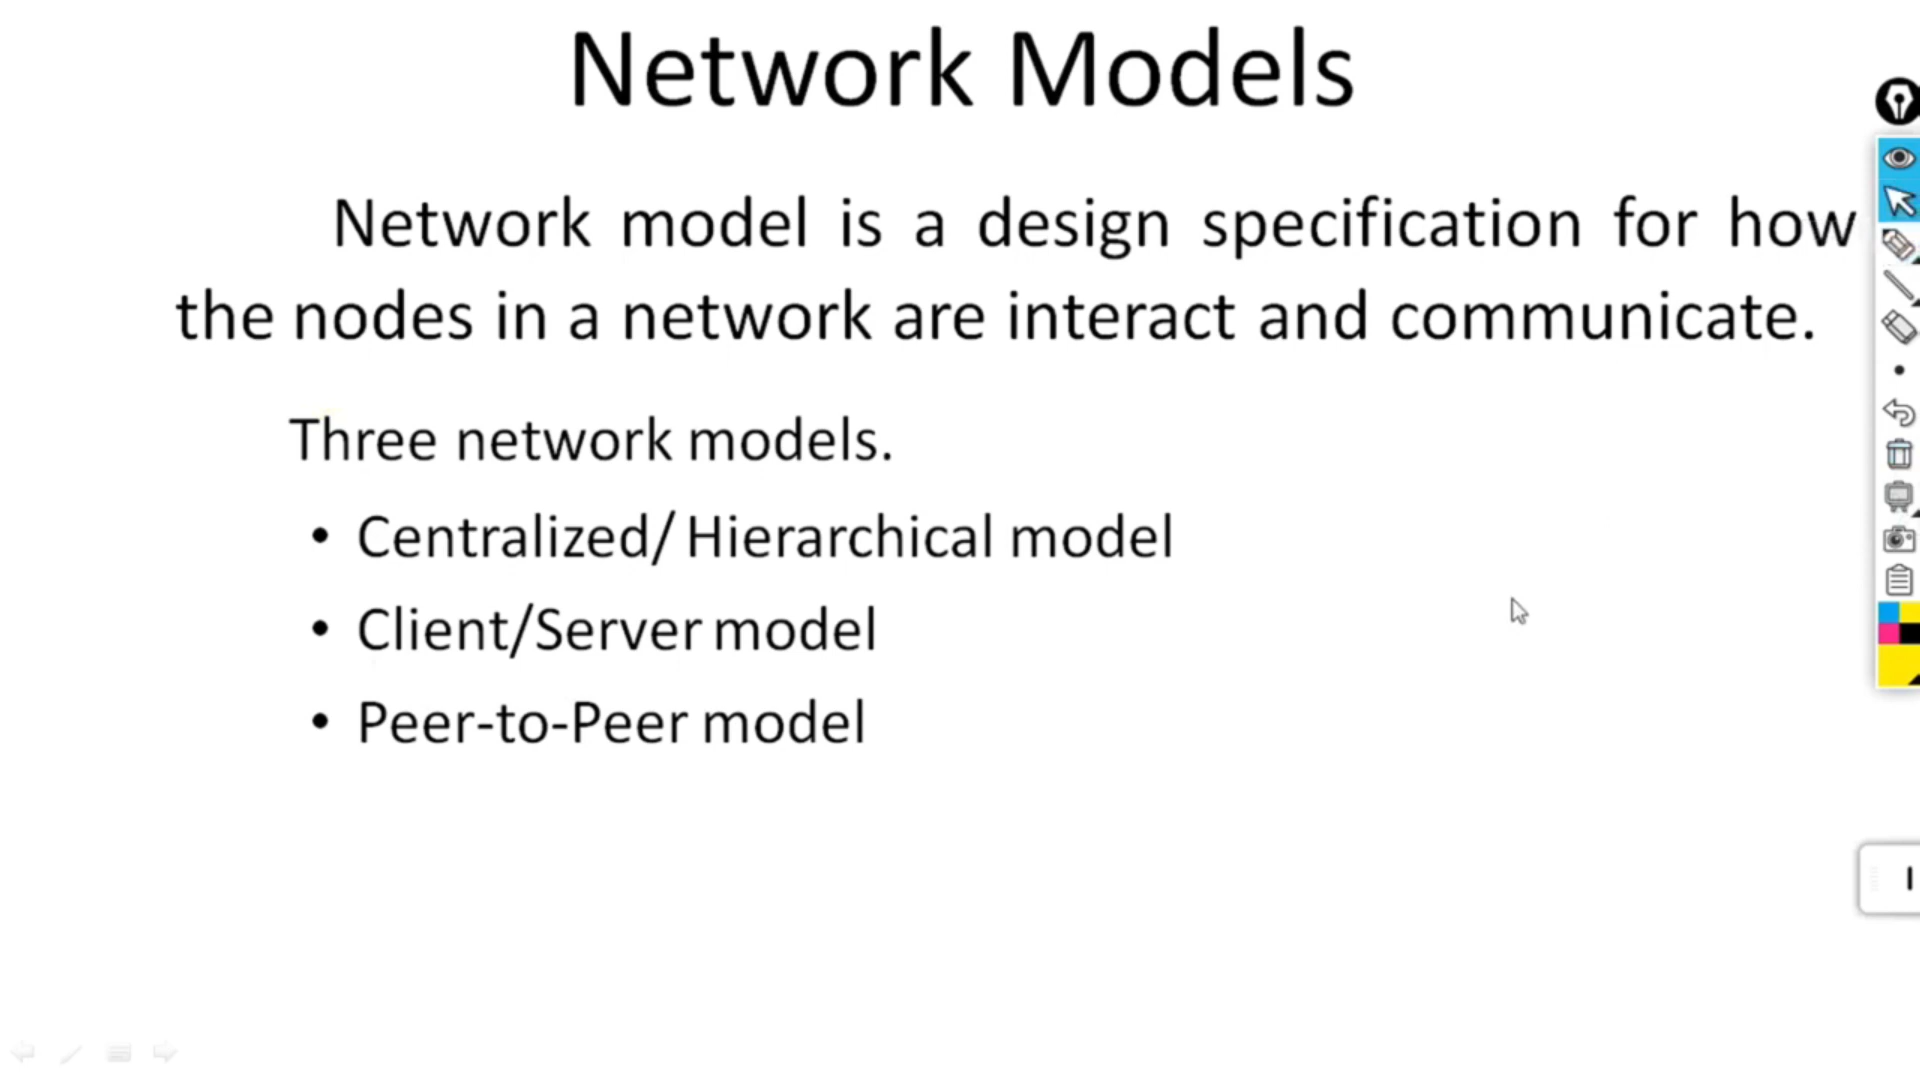 Network Models
Network model is a design specification for how
the nodes in a network are interact and communicate.
Three network models.
• Centralized/ Hierarchical model
• Client/Server model
• Peer-to-Peer model